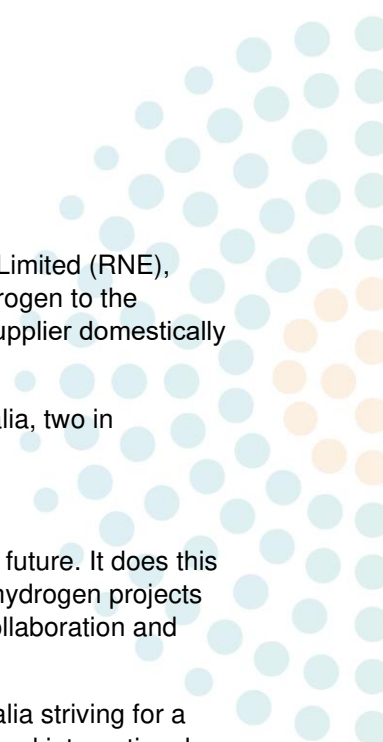 Limited (RNE),
rogen to the
upplier domestically
alia, two in
future. It does this
hydrogen projects
ollaboration and
alia striving for a